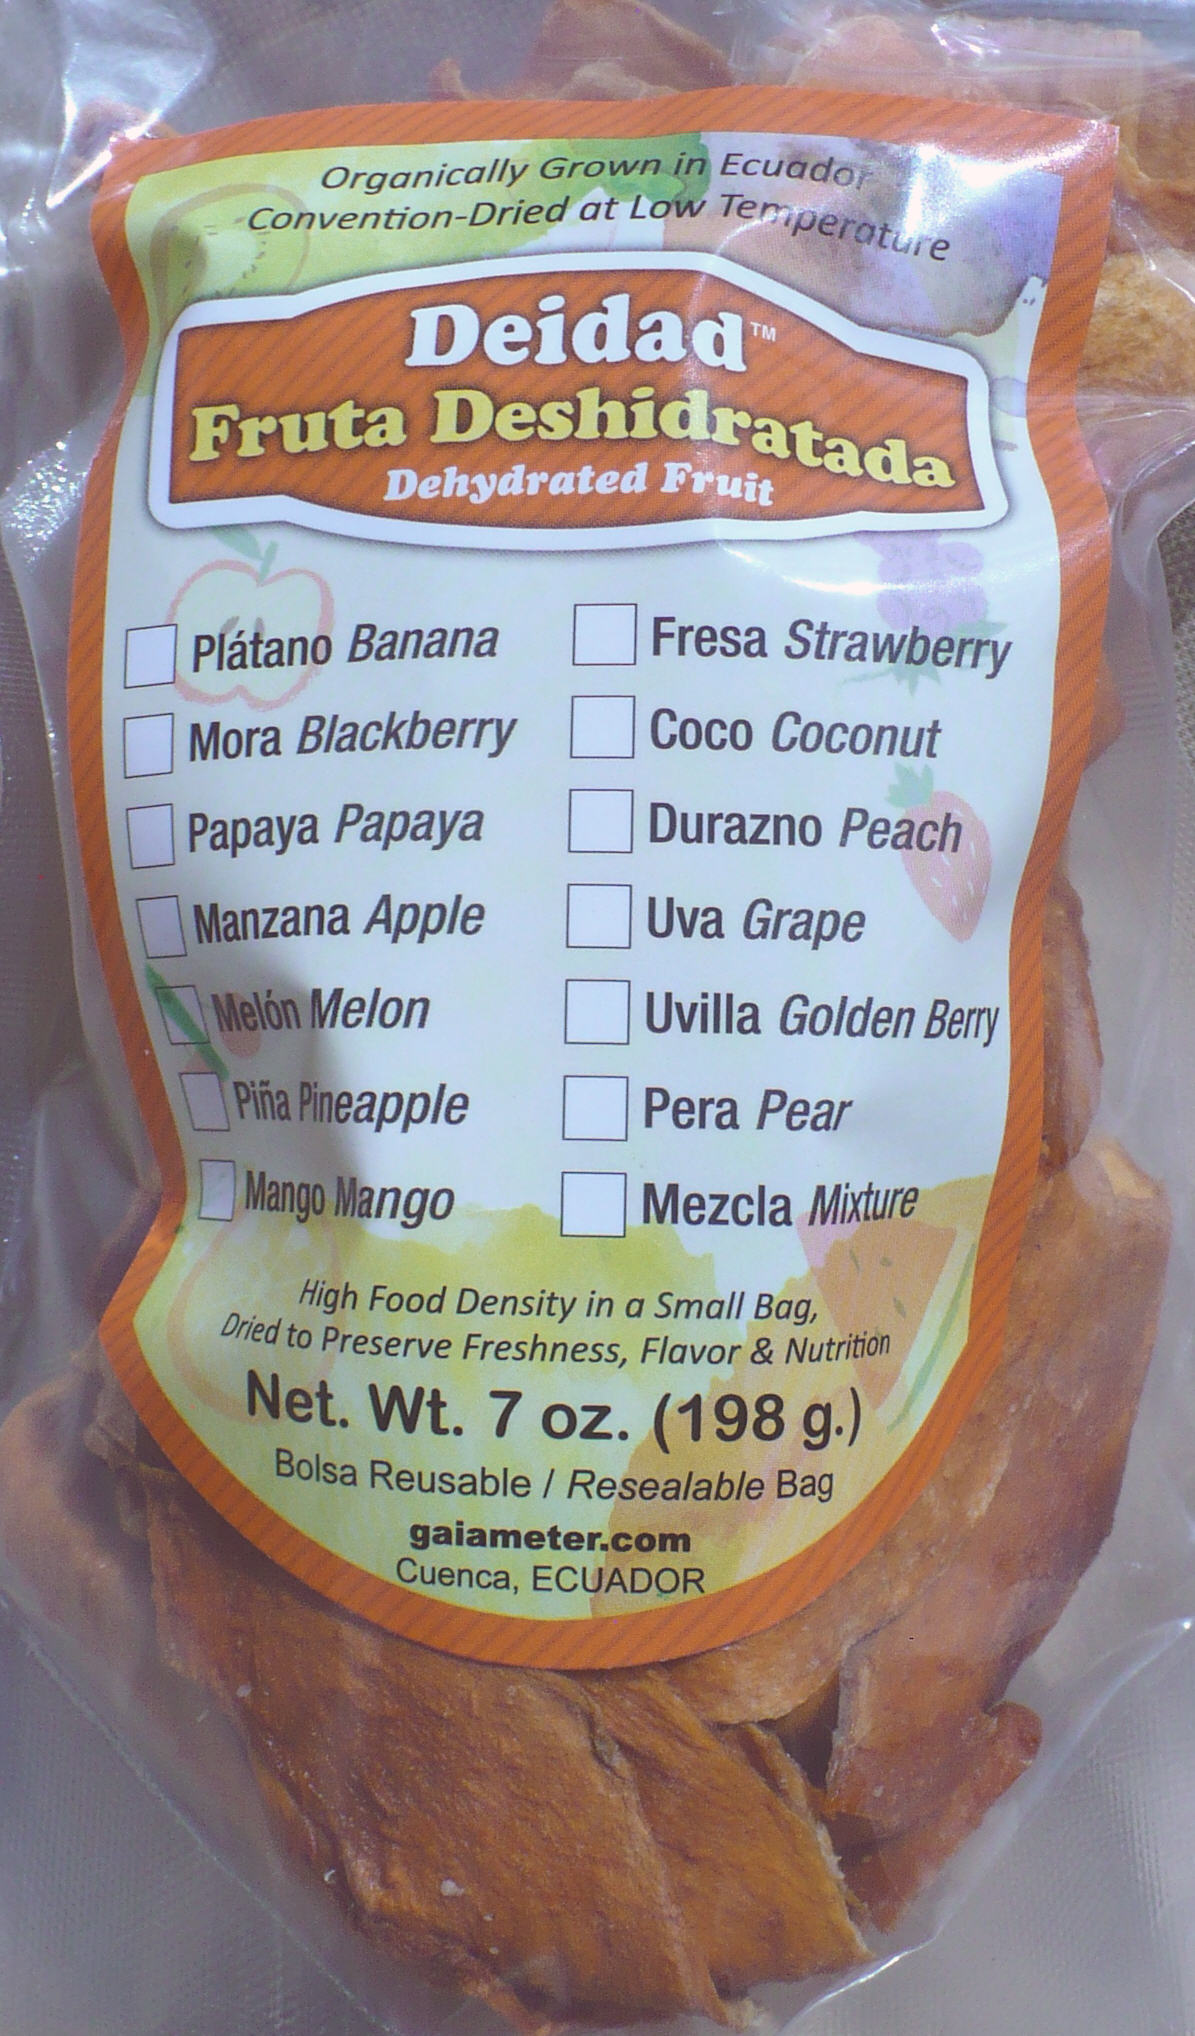 Organically Grown in Ecuador
Convention-Dried at Low Temperature
Deidad™
Fruta Deshidratada
Dehydrated Fruit
Plátano Banana
Mora Blackberry
Papaya Papaya
Manzana Apple
Melón Melon
Piña Pineapple
Mango Mango
Fresa Strawberry
Coco Coconut
Durazno Peach
Uva Grape
Uvilla Golden Berry
Pera Pear
Mezcla Mixture
High Food Density in a Small Bag,
Dried to Preserve Freshness, Flavor & Nutrition
Net. Wt. 7 oz. (198 g.)
Bolsa Reusable / Resealable Bag
gaiameter.com
Cuenca, ECUADOR